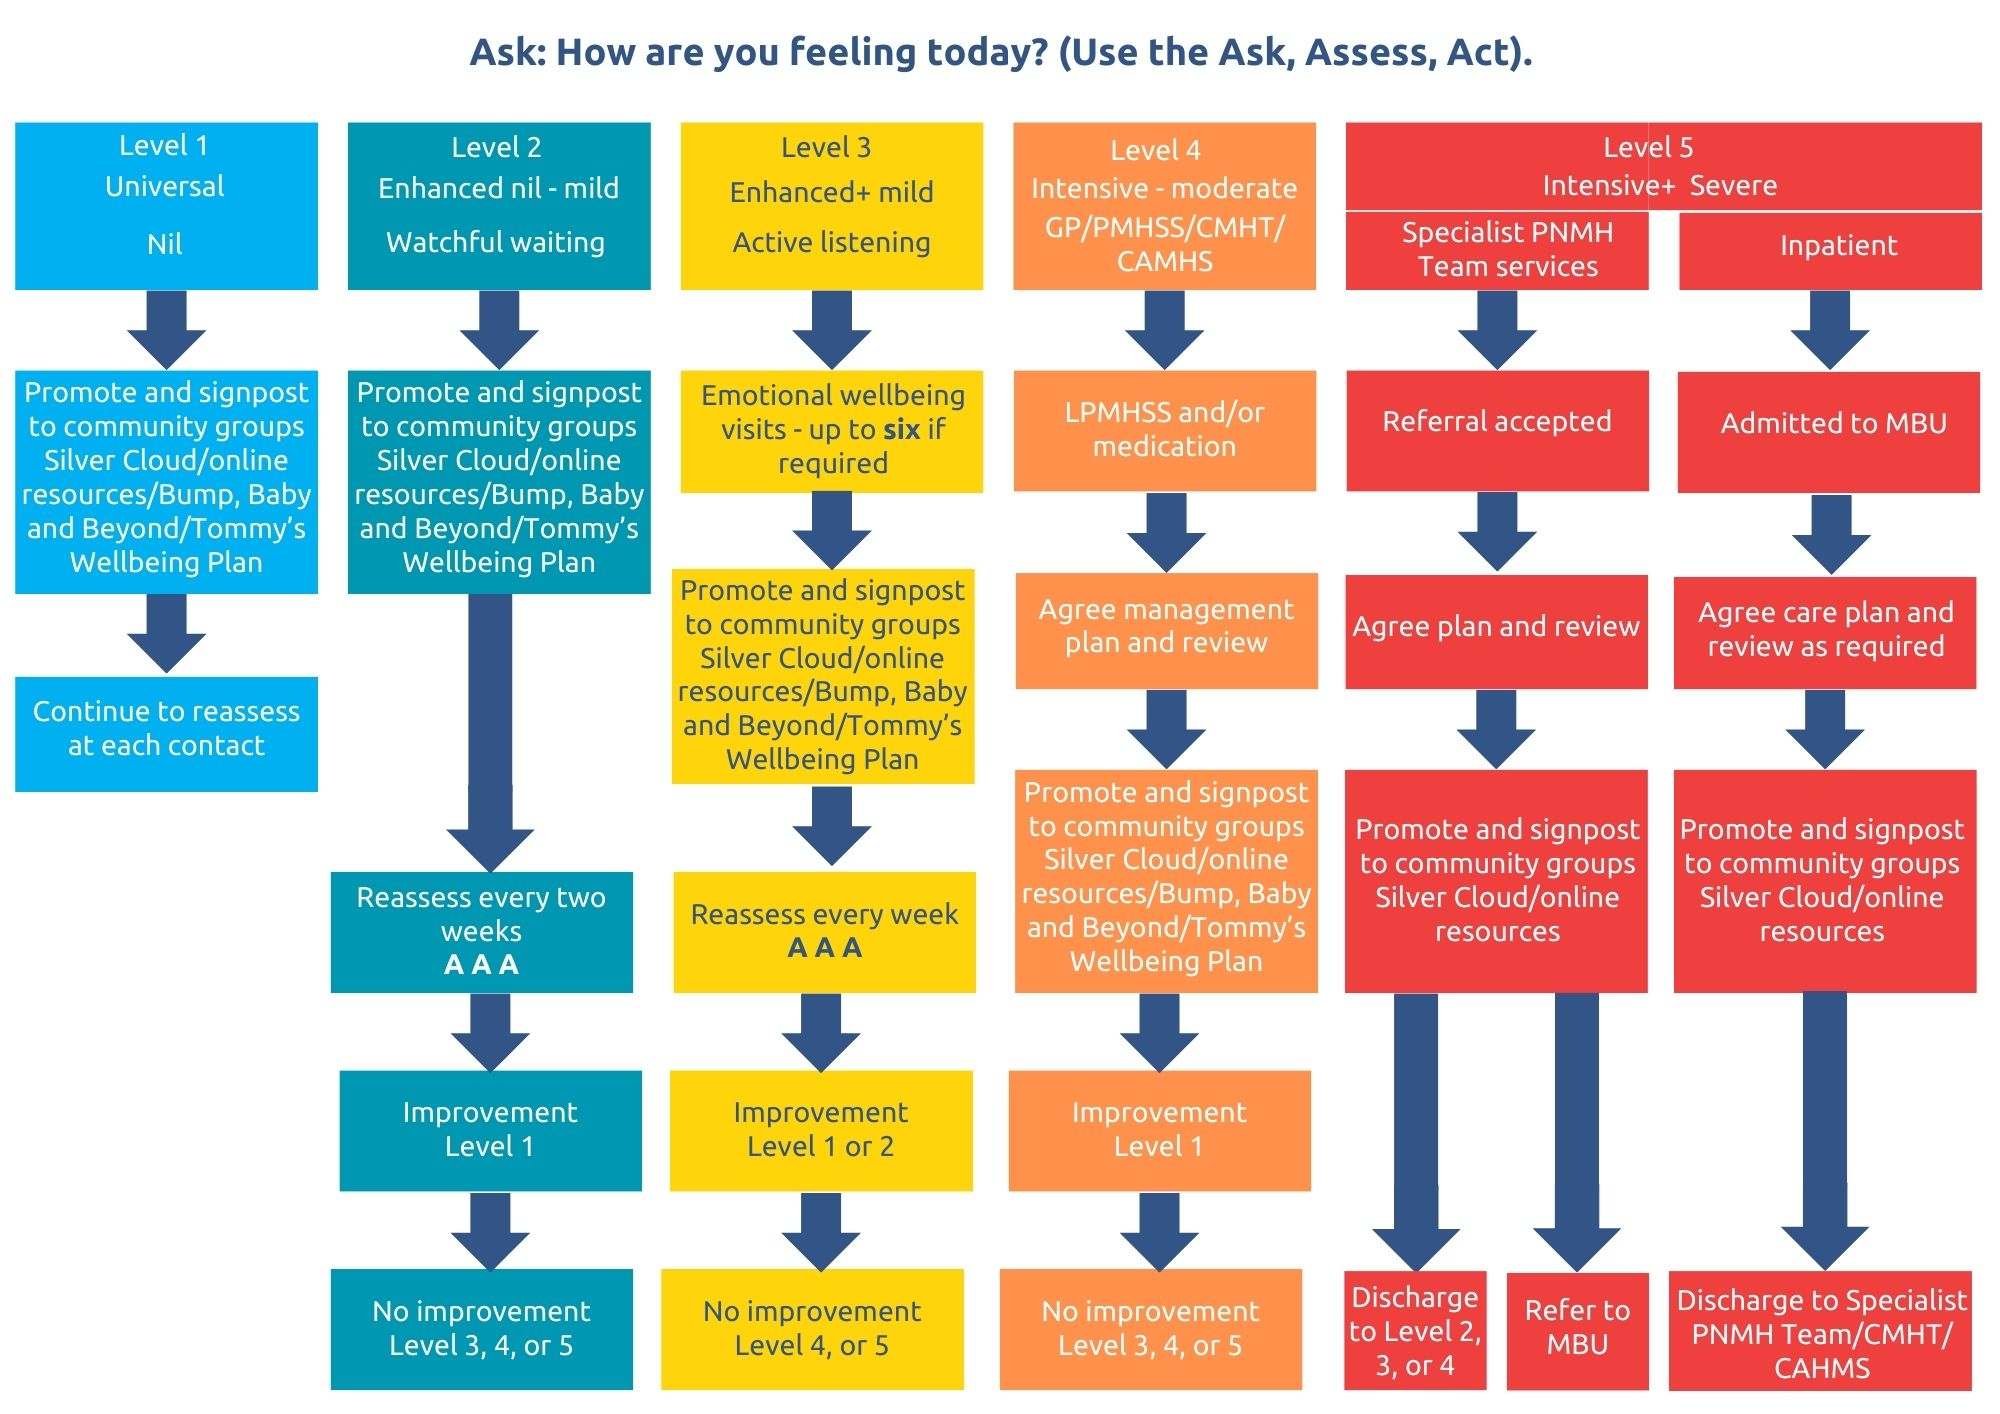 Ask: How are you feeling today? (Use the Ask, Assess, Act).
Level 1
Universal
Nil
Promote and signpost
to community groups
Silver Cloud/online
resources/Bump, Baby
and Beyond/Tommy’s
Wellbeing Plan
Continue to reassess
at each contact
Level 2
Enhanced nil - mild
Watchful waiting
Promote and signpost
to community groups
Silver Cloud/online
resources/Bump, Baby
and Beyond/Tommy’s
Wellbeing Plan
Reassess every two
weeks
A A A
Improvement
Level 1
No improvement
Level 3, 4, or 5
Level 3
Enhanced+ mild
Active listening
Emotional wellbeing
visits - up to six if
required
Promote and signpost
to community groups
Silver Cloud/online
resources/Bump, Baby
and Beyond/Tommy’s
Wellbeing Plan
Reassess every week
A A A
Improvement
Level 1 or 2
No improvement
Level 4, or 5
Level 4
Intensive - moderate
GP/PMHSS/CMHT/
CAMHS
LPMHSS and/or
medication
Agree management
plan and review
Promote and signpost
to community groups
Silver Cloud/online
resources/Bump, Baby
and Beyond/Tommy’s
Wellbeing Plan
Improvement
Level 1
No improvement
Level 3, 4, or 5
Level 5
Intensive+ Severe
Specialist PNMH
Team services
Referral accepted
Agree plan and review
Promote and signpost
to community groups
Silver Cloud/online
resources
Discharge
to Level 2,
3, or 4
Refer to
MBU
Inpatient
Admitted to MBU
Agree care plan and
review as required
Promote and signpost
to community groups
Silver Cloud/online
resources
Discharge to Specialist
PNMH Team/CMHT/
CAHMS